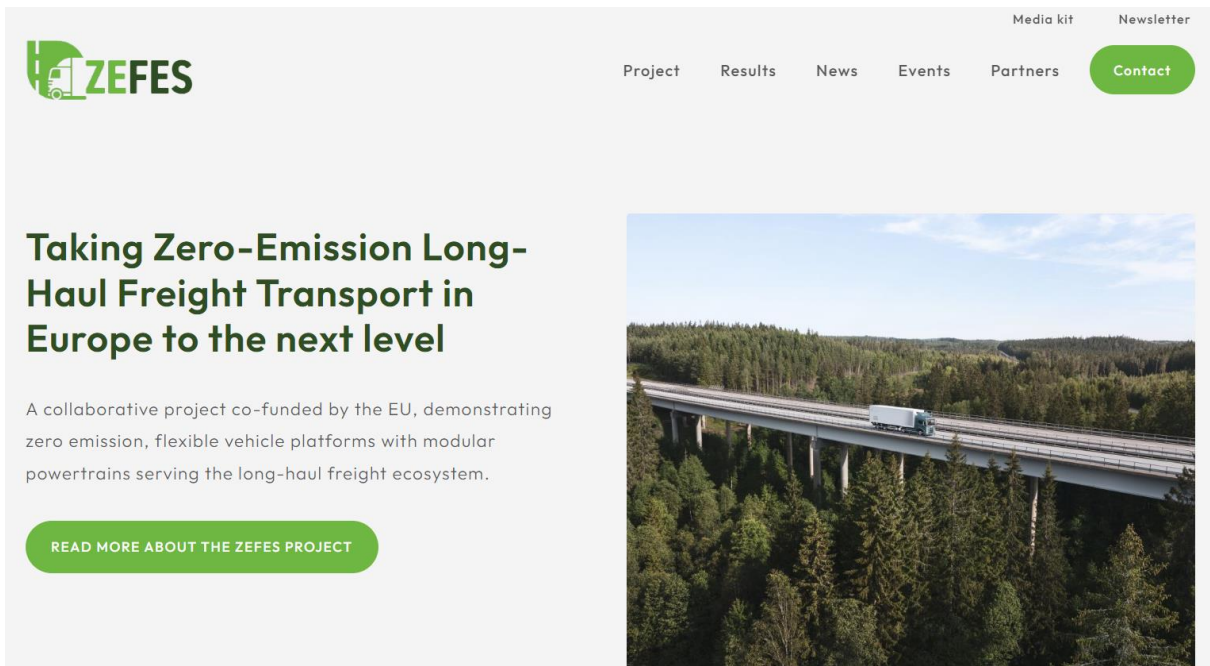 Media kit Newsletter
ZEFES
Project Results News Events Partners Contact
Taking Zero-Emission Long-
Haul Freight Transport in
Europe to the next level
A collaborative project co-funded by the EU, demonstrating
zero emission, flexible vehicle platforms with modular
powertrains serving the long-haul freight ecosystem.
READ MORE ABOUT THE ZEFES PROJECT